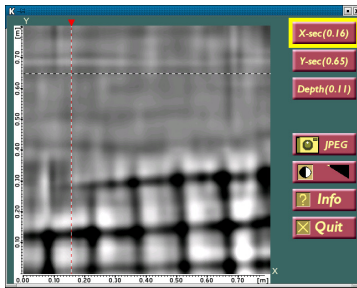 K
Y
X-sec(0.16)
[m]
0.70
Y-sec(0.65)
0.60
Depth(0.11)
0.50
0.40
JPEG
0.30
0.20
? Info
0.10
Quit
X
0.00 0.10 0.20 0.30 0.40 0.50 0.60 0.70 [m]